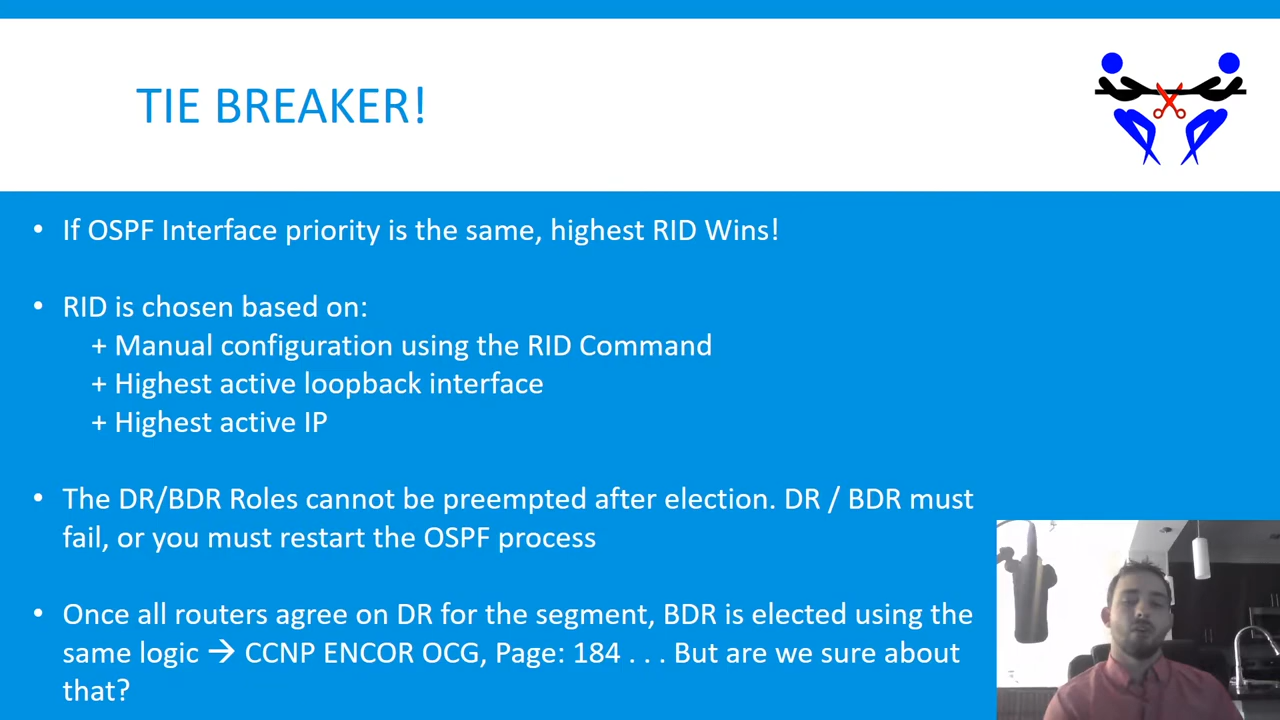 TIE BREAKER!
• If OSPF Interface priority is the same, highest RID Wins!
• RID is chosen based on:
+ Manual configuration using the RID Command
+ Highest active loopback interface
+ Highest active IP
• The DR/BDR Roles cannot be preempted after election. DR / BDR must
fail, or you must restart the OSPF process
• Once all routers agree on DR for the segment, BDR is elected using the
same logic → CCNP ENCOR OCG, Page: 184 . . . But are we sure about
that?